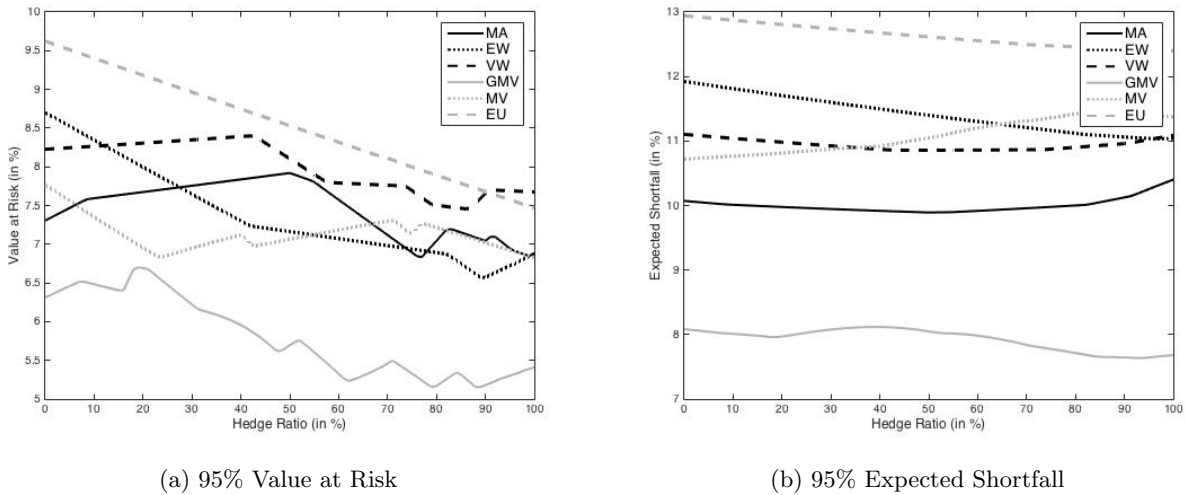 10
9.5
9
8.5
8
7.5
7
6.5
6
5.5
5
Value at Risk (in %)
0 10 20 30 40 50 60 70 80 90 100
Hedge Ratio (in %)
MA
EW
VW
GMV
MV
EU
(a) 95% Value at Risk
13
12
11
10
9
8
7
Expected Shortfall (in %)
0 10 20 30 40 50 60 70 80 90 100
Hedge Ratio (in %)
MA
EW
VW
GMV
MV
EU
(b) 95% Expected Shortfall